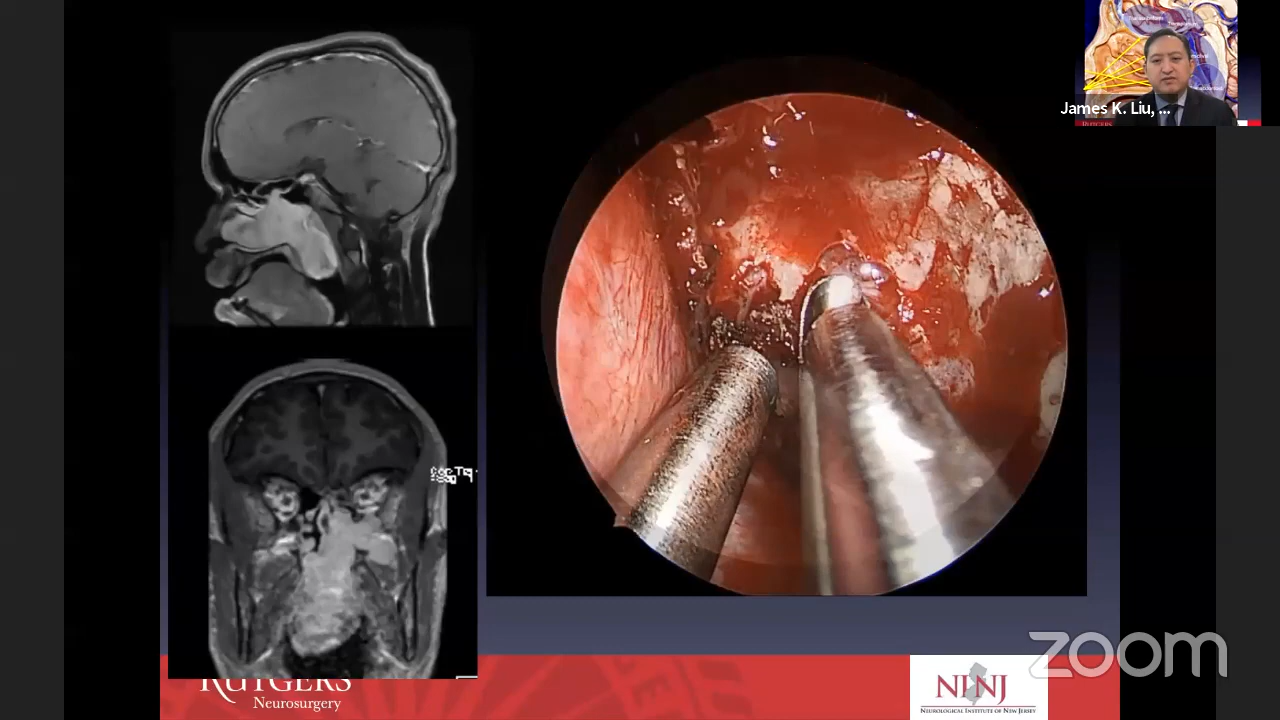 James K. Liu, ...
RUTGERS
Neurosurgery
NINJ
NEUROLOGICAL INSTITUTE OF NEW JERSEY
zoom